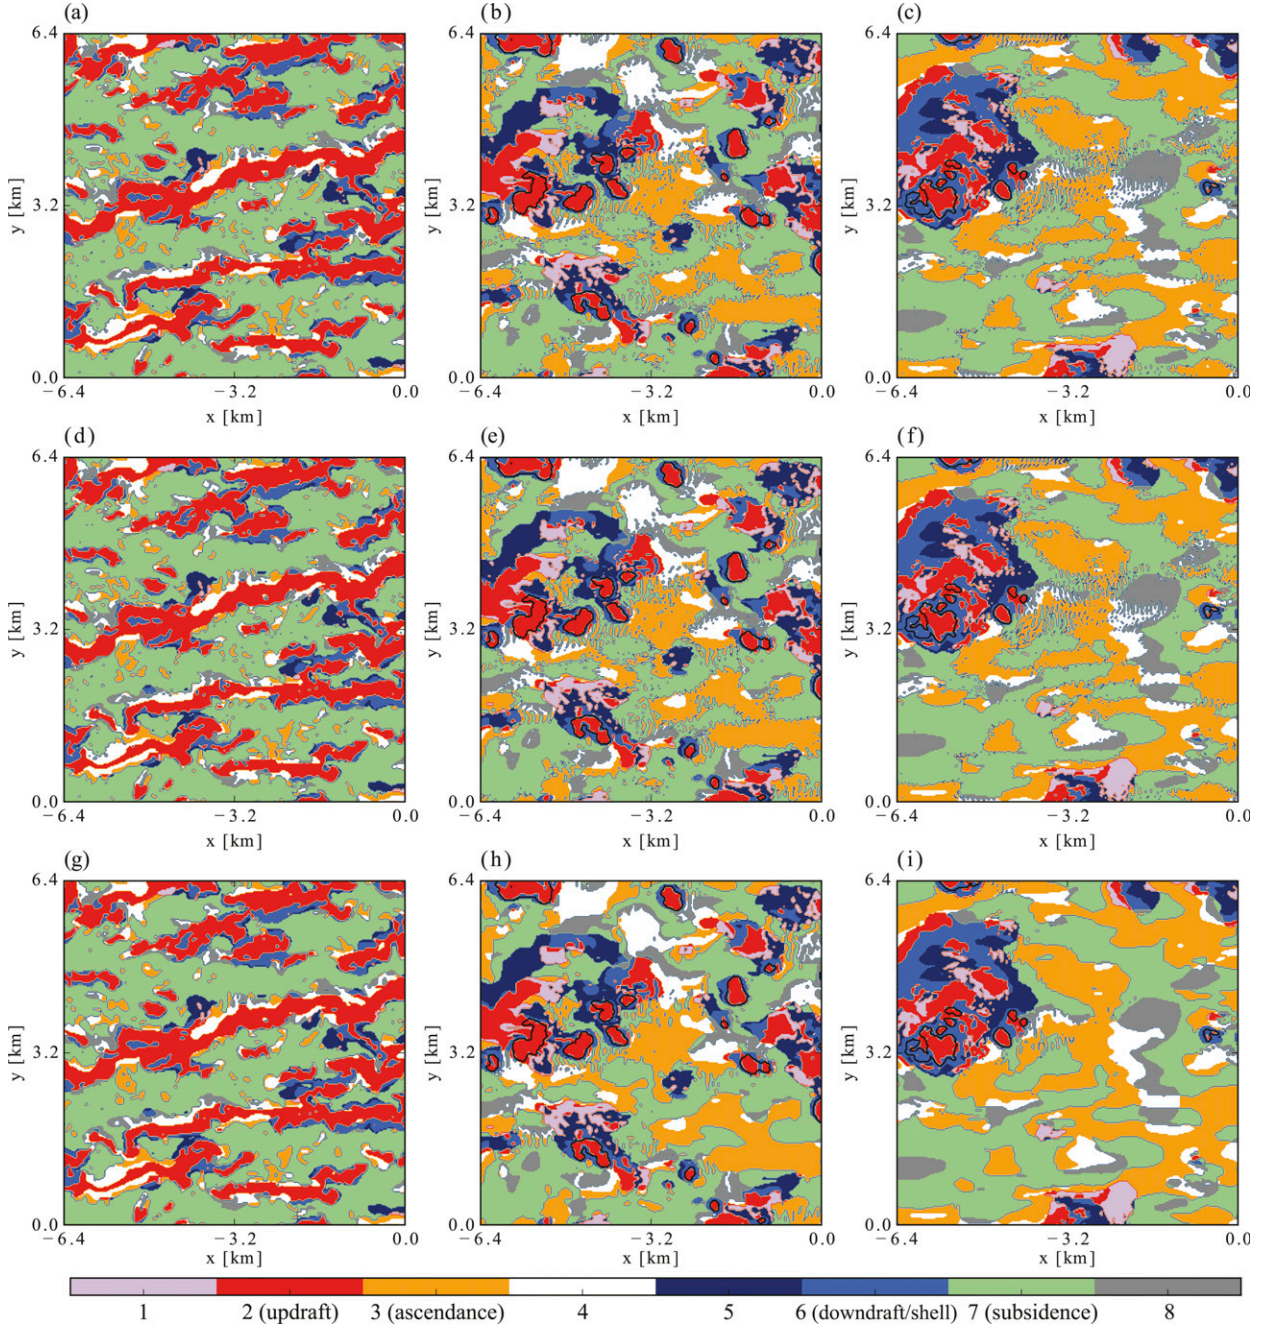 (a) (b) (c)
6.4 6.4 6.4
y [km] y [km] y [km]
3.2 3.2 3.2
0.0 0.0 0.0
−6.4 −3.2 0.0 −6.4 −3.2 0.0 −6.4 −3.2 0.0
x [km] x [km] x [km]
(d) (e) (f)
6.4 6.4 6.4
y [km] y [km] y [km]
3.2 3.2 3.2
0.0 0.0 0.0
−6.4 −3.2 0.0 −6.4 −3.2 0.0 −6.4 −3.2 0.0
x [km] x [km] x [km]
(g) (h) (i)
6.4 6.4 6.4
y [km] y [km] y [km]
3.2 3.2 3.2
0.0 0.0 0.0
−6.4 −3.2 0.0 −6.4 −3.2 0.0 −6.4 −3.2 0.0
x [km] x [km] x [km]
1 2 (updraft) 3 (ascendance) 4 5 6 (downdraft/shell) 7 (subsidence) 8